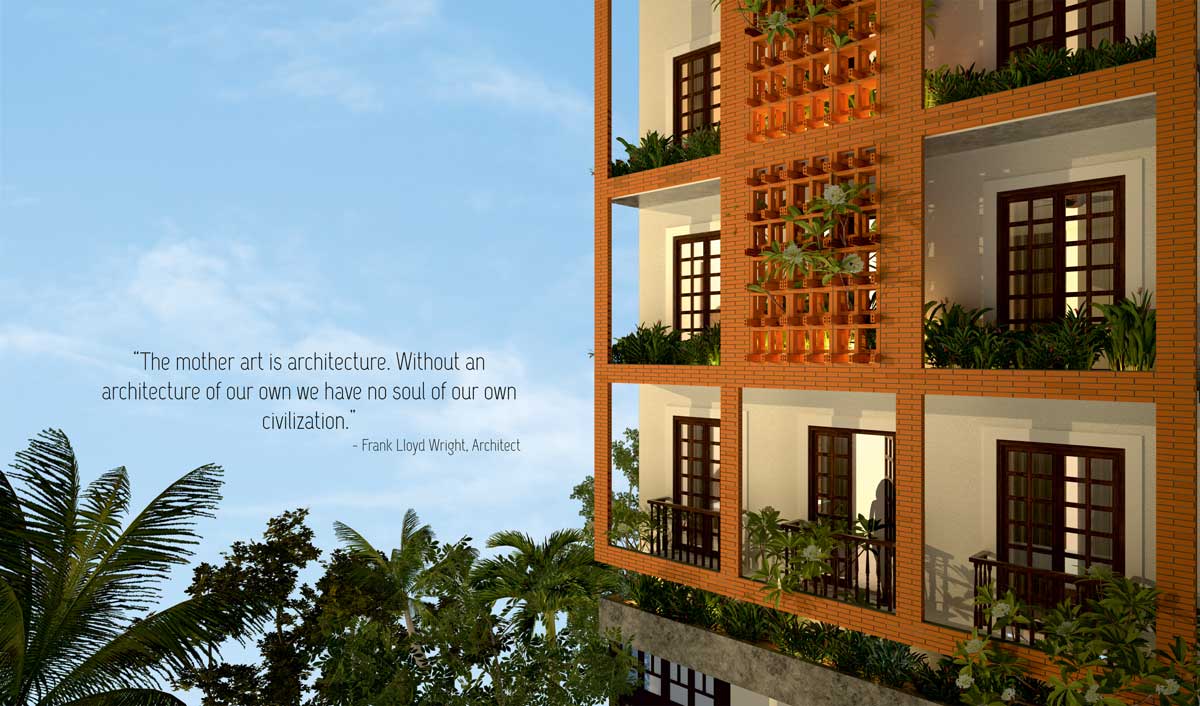 “The mother art is architecture. Without an
architecture of our own we have no soul of our own
civilization.”
- Frank Lloyd Wright, Architect